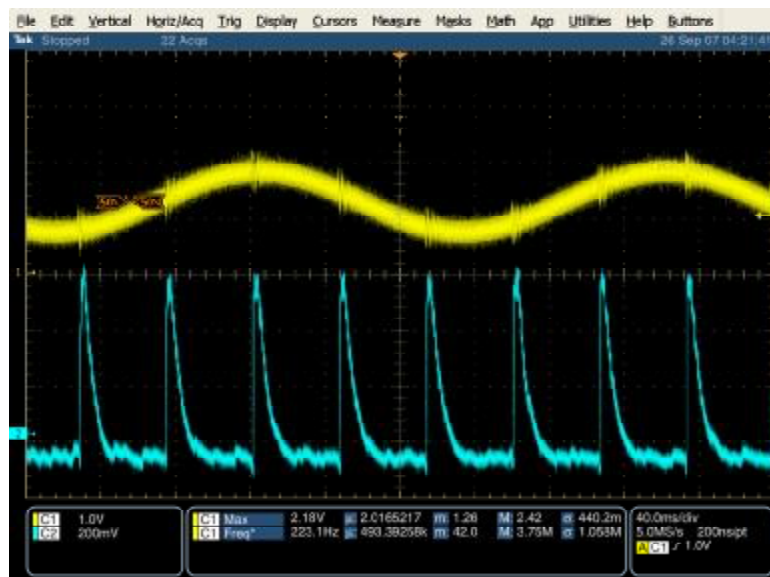 File Edit Vertical Horiz/Acq Trig Display Cursors Measure Masks Math App Utilities Help Buttons
Tek Stopped 22 Acqs 26 Sep 07 04:21:4
1
2
C1 1.0V
C2 200mV
C1 Max 2.18V µ: 2.0165217 m: 1.26 M: 2.42 σ: 440.2m
C1 Freq* 223.1Hz µ: 493.39258k m: 42.0 M: 3.75M σ: 1.058M
40.0ms/div
5.0MS/s 200ns/pt
A C1 1.0V